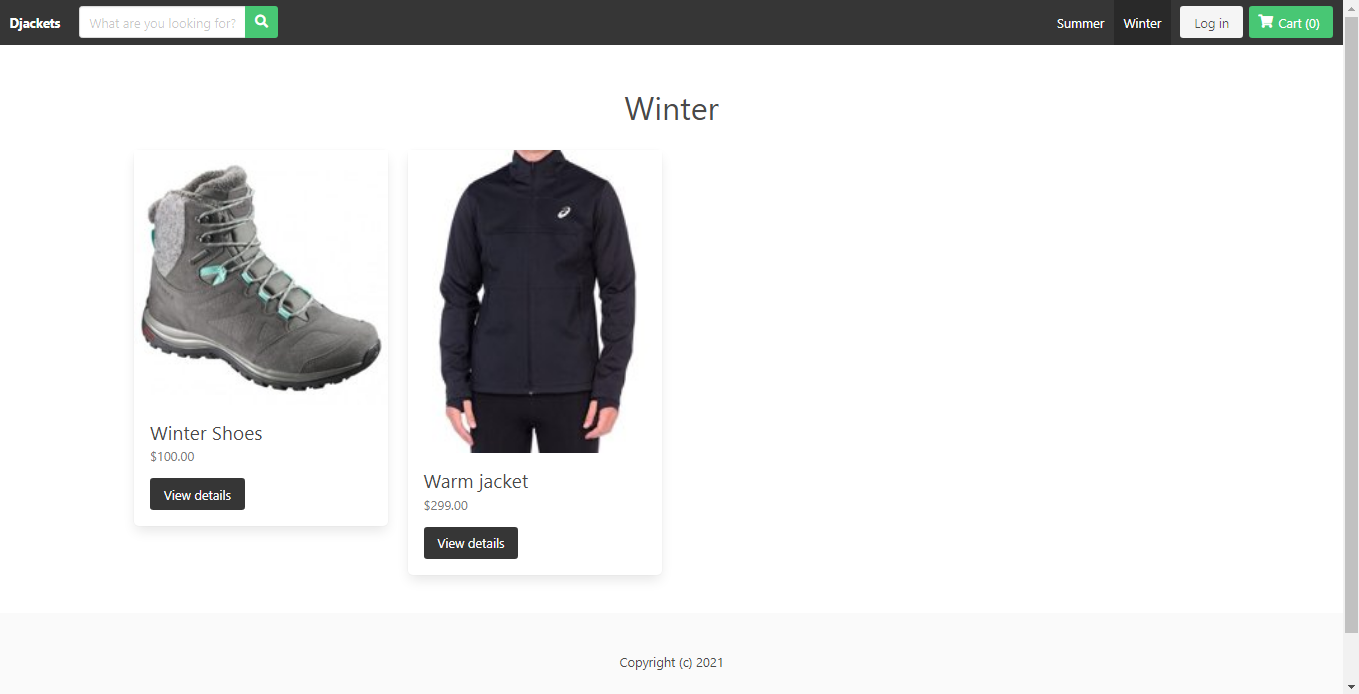 Djackets What are you looking for? Summer Winter Log in Cart (0)
Winter
Winter Shoes
$100.00
View details
Warm jacket
$299.00
View details
Copyright (c) 2021